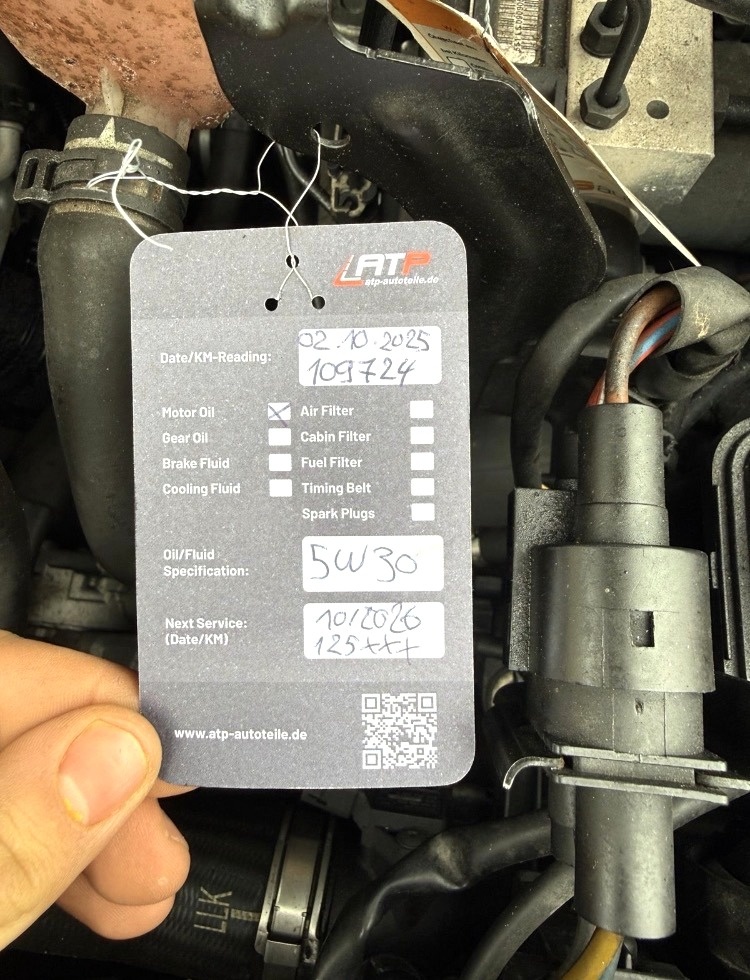 ATP
atp-autoteile.de
Date/KM-Reading: 02.10.2025
109724
Motor Oil X Air Filter
Gear Oil Cabin Filter
Brake Fluid Fuel Filter
Cooling Fluid Timing Belt
Spark Plugs
Oil/Fluid
Specification: 5W30
Next Service: 10/2026
(Date/KM) 125+++
www.atp-autoteile.de
LLK